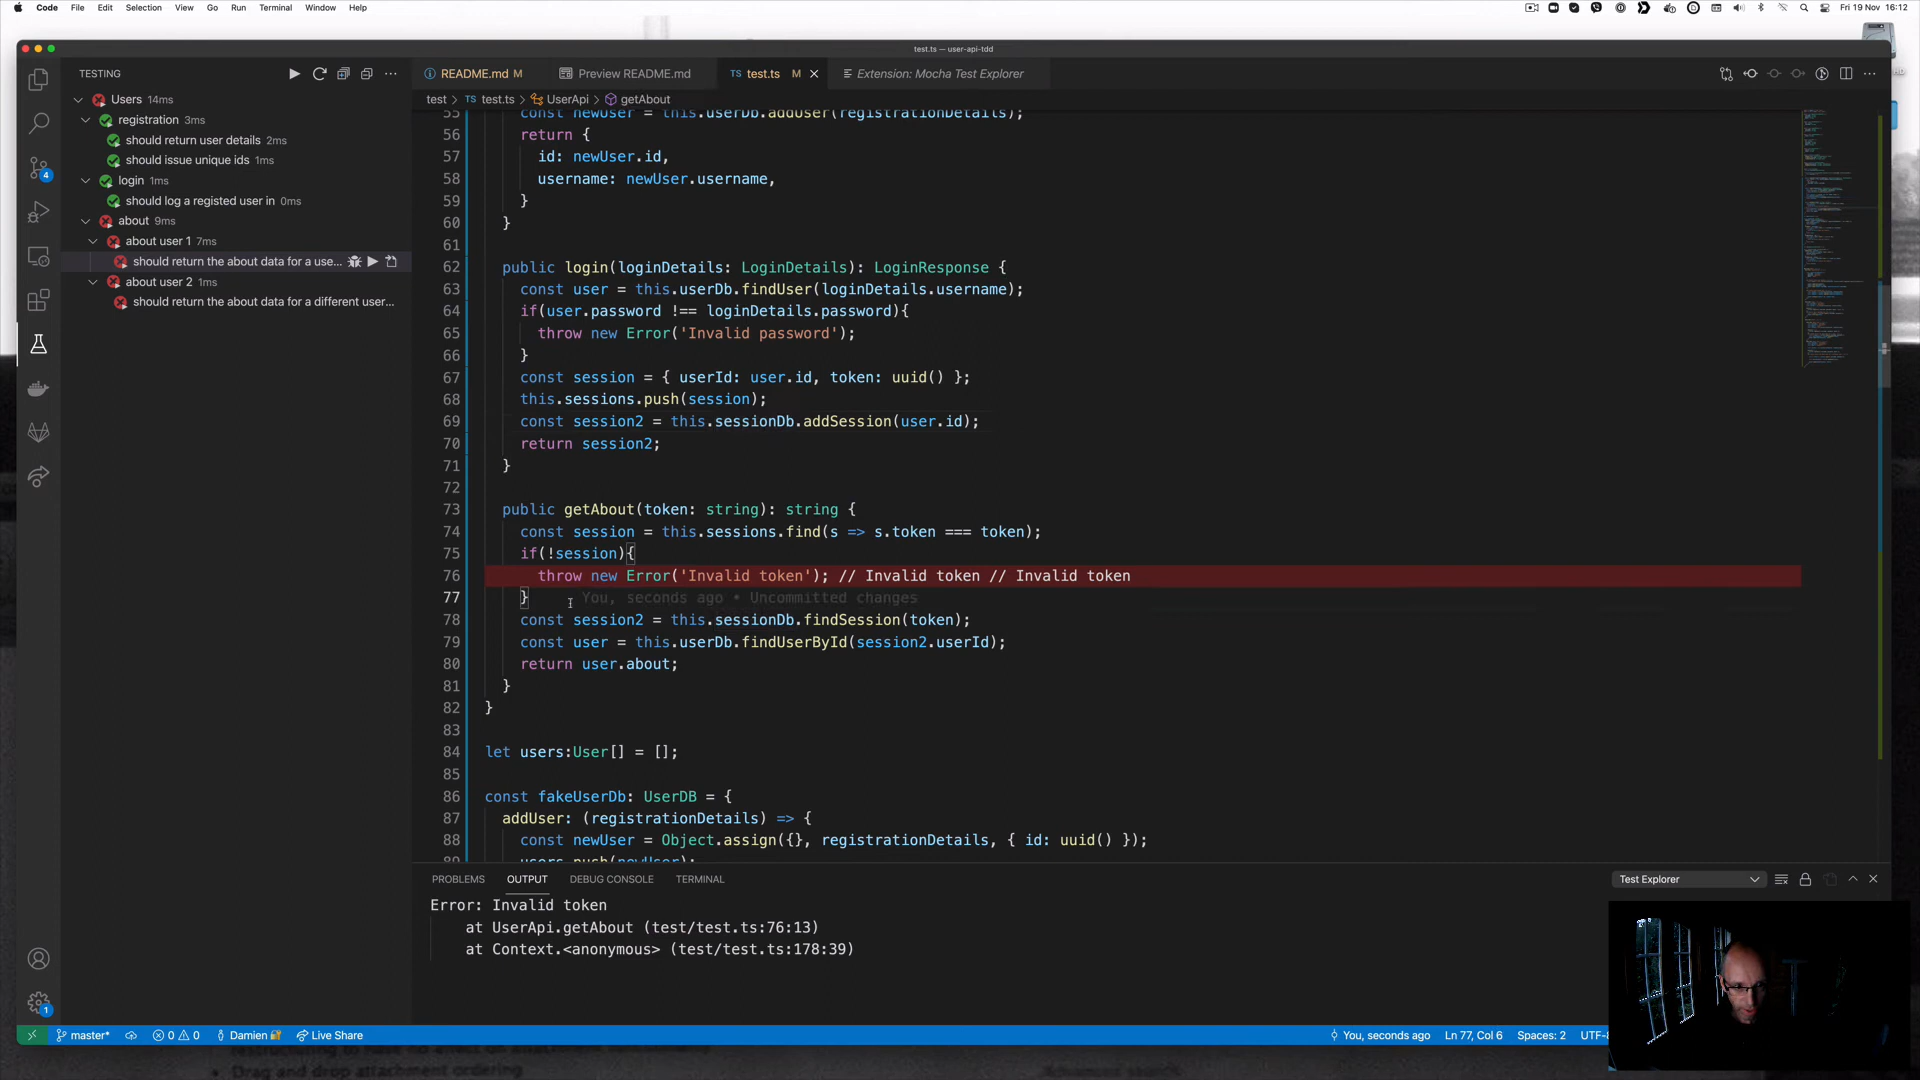 Code File Edit Selection View Go Run Terminal Window Help Fri 19 Nov 16:12
test.ts — user-api-tdd
TESTING
README.md M Preview README.md TS test.ts M Extension: Mocha Test Explorer
test > TS test.ts > UserApi > getAbout
Users 14ms
registration 3ms
should return user details 2ms
should issue unique ids 1ms
login 1ms
should log a registed user in 0ms
about 9ms
about user 1 7ms
should return the about data for a use...
about user 2 1ms
should return the about data for a different user...
4
1
55 const newUser = this.userDb.addUser(registrationDetails);
56 return {
57 id: newUser.id,
58 username: newUser.username,
59 }
60 }
61
62 public login(loginDetails: LoginDetails): LoginResponse {
63 const user = this.userDb.findUser(loginDetails.username);
64 if(user.password !== loginDetails.password){
65 throw new Error('Invalid password');
66 }
67 const session = { userId: user.id, token: uuid() };
68 this.sessions.push(session);
69 const session2 = this.sessionDb.addSession(user.id);
70 return session2;
71 }
72
73 public getAbout(token: string): string {
74 const session = this.sessions.find(s => s.token === token);
75 if(!session){
76 throw new Error('Invalid token'); // Invalid token // Invalid token
77 } You, seconds ago • Uncommitted changes
78 const session2 = this.sessionDb.findSession(token);
79 const user = this.userDb.findUserById(session2.userId);
80 return user.about;
81 }
82 }
83
84 let users:User[] = [];
85
86 const fakeUserDb: UserDB = {
87 addUser: (registrationDetails) => {
88 const newUser = Object.assign({}, registrationDetails, { id: uuid() });
89 users.push(newUser);
PROBLEMS OUTPUT DEBUG CONSOLE TERMINAL Test Explorer
Error: Invalid token
at UserApi.getAbout (test/test.ts:76:13)
at Context.<anonymous> (test/test.ts:178:39)
master* 0 0 Damien Live Share You, seconds ago Ln 77, Col 6 Spaces: 2 UTF-8
Drag and drop attachment ordering